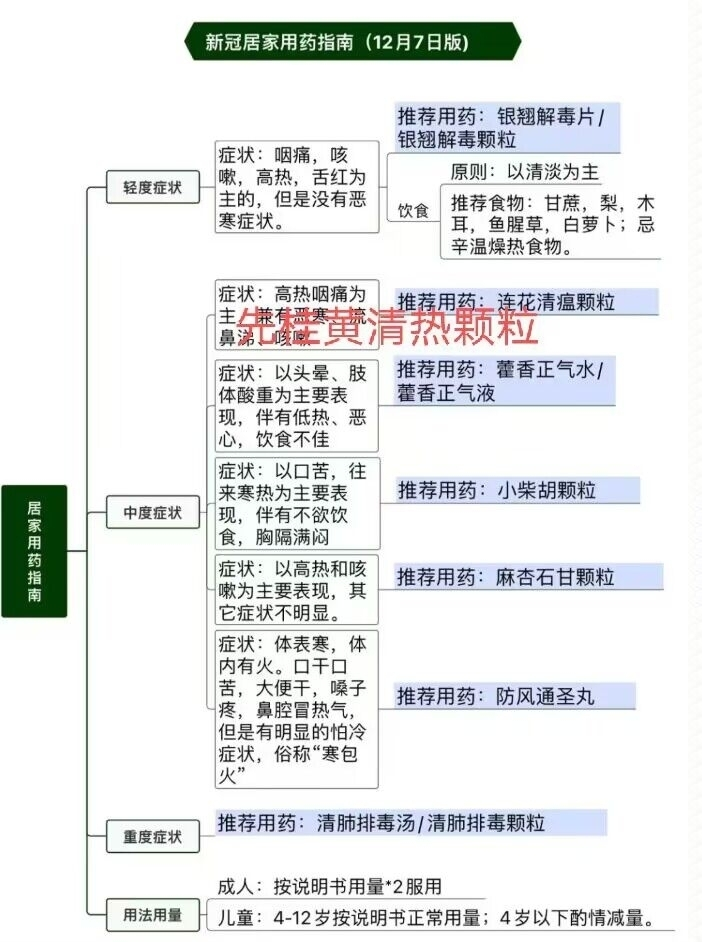 新冠居家用药指南（12月7日版)
居家用药指南
轻度症状
症状：咽痛，咳
嗽，高热，舌红为
主的，但是没有恶
寒症状。
推荐用药：银翘解毒片/
银翘解毒颗粒
饮食
原则：以清淡为主
推荐食物：甘蔗，梨，木
耳，鱼腥草，白萝卜；忌
辛温燥热食物。
中度症状
症状：高热咽痛为
主，兼有恶寒、流
鼻涕、咳嗽
推荐用药：连花清瘟颗粒
先桂黄清热颗粒
症状：以头晕、肢
体酸重为主要表
现，伴有低热、恶
心，饮食不佳
推荐用药：藿香正气水/
藿香正气液
症状：以口苦，往
来寒热为主要表
现，伴有不欲饮
食，胸隔满闷
推荐用药：小柴胡颗粒
症状：以高热和咳
嗽为主要表现，其
它症状不明显。
推荐用药：麻杏石甘颗粒
症状：体表寒，体
内有火。口干口
苦，大便干，嗓子
疼，鼻腔冒热气，
但是有明显的怕冷
症状，俗称“寒包
火”
推荐用药：防风通圣丸
重度症状
推荐用药：清肺排毒汤/清肺排毒颗粒
用法用量
成人：按说明书用量*2服用
儿童：4-12岁按说明书正常用量；4岁以下酌情减量。